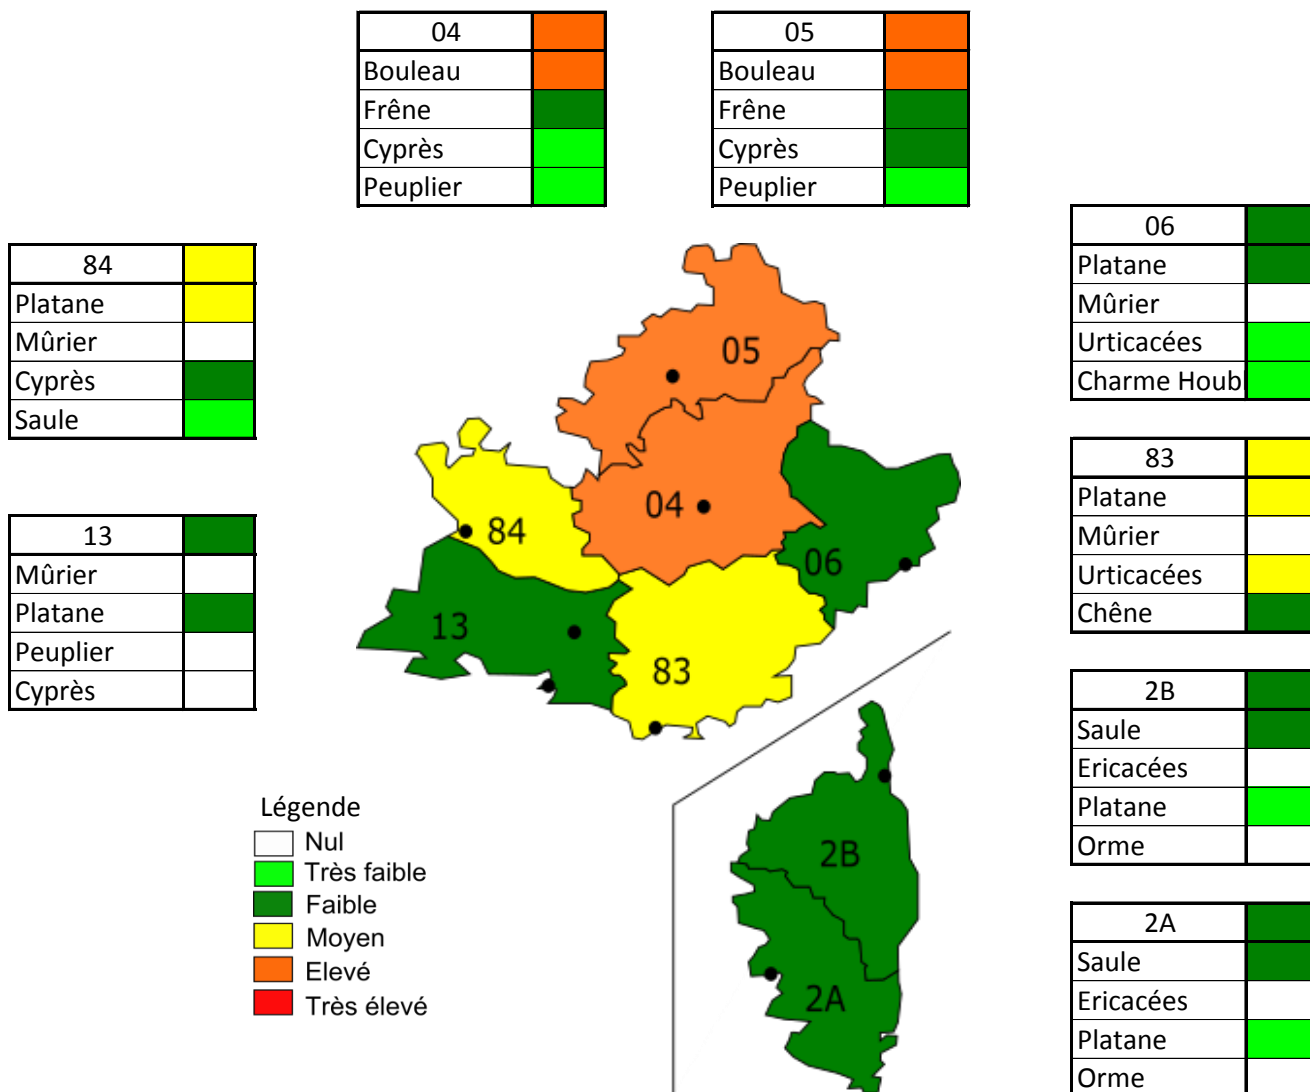 04
Bouleau
Frêne
Cyprès
Peuplier
05
Bouleau
Frêne
Cyprès
Peuplier
84
Platane
Mûrier
Cyprès
Saule
13
Mûrier
Platane
Peuplier
Cyprès
06
Platane
Mûrier
Urticacées
Charme Houbl
83
Platane
Mûrier
Urticacées
Chêne
2B
Saule
Ericacées
Platane
Orme
2A
Saule
Ericacées
Platane
Orme
05
04
84
06
13
83
2B
2A
Légende
Nul
Très faible
Faible
Moyen
Elevé
Très élevé